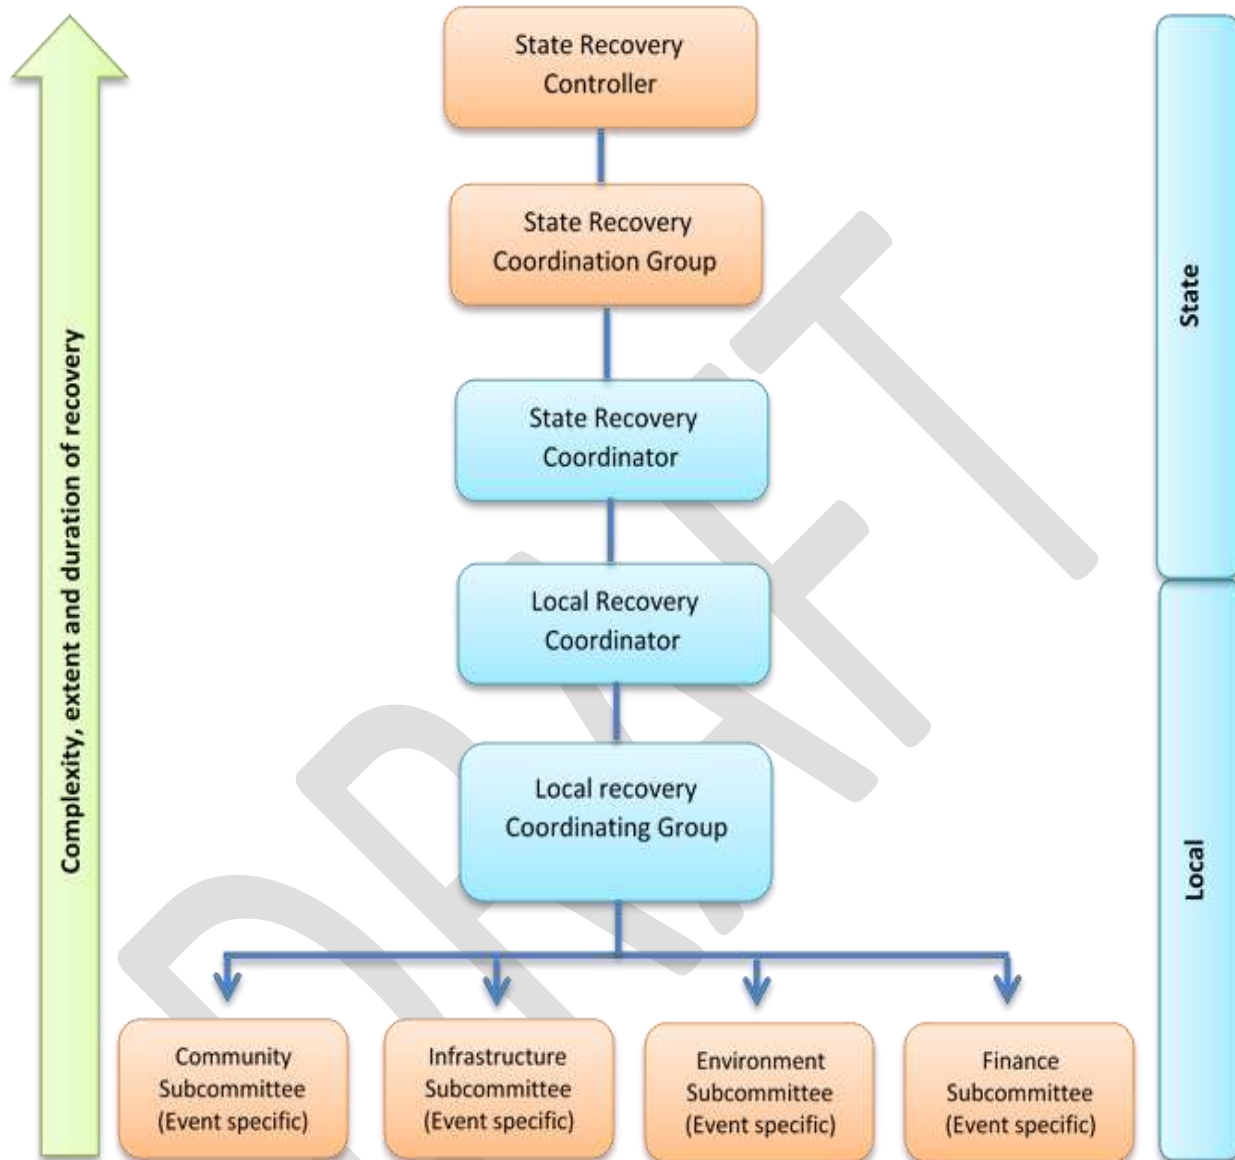 State Recovery
Controller
State Recovery
Coordination Group
State Recovery
Coordinator
Local Recovery
Coordinator
Local recovery
Coordinating Group
Community
Subcommittee
(Event specific)
Infrastructure
Subcommittee
(Event specific)
Environment
Subcommittee
(Event specific)
Finance
Subcommittee
(Event specific)
Complexity, extent and duration of recovery
State
Local
DRAFT